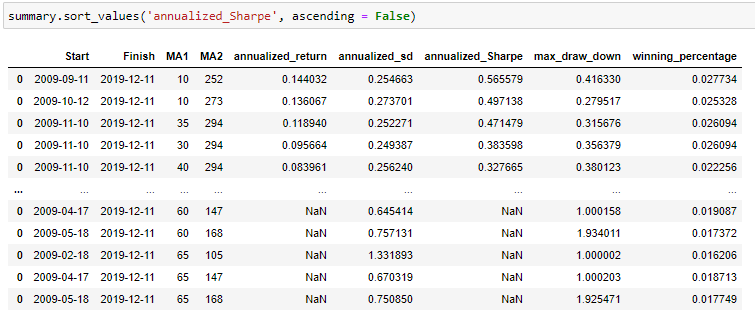 summary.sort_values('annualized_Sharpe', ascending = False)
Start Finish MA1 MA2 annualized_return annualized_sd annualized_Sharpe max_draw_down winning_percentage
0 2009-09-11 2019-12-11 10 252 0.144032 0.254663 0.565579 0.416330 0.027734
0 2009-10-12 2019-12-11 10 273 0.136067 0.273701 0.497138 0.279517 0.025328
0 2009-11-10 2019-12-11 35 294 0.118940 0.252271 0.471479 0.315676 0.026094
0 2009-11-10 2019-12-11 30 294 0.095664 0.249387 0.383598 0.356379 0.026094
0 2009-11-10 2019-12-11 40 294 0.083961 0.256240 0.327665 0.380123 0.022256
... ... ... ... ... ... ... ... ... ...
0 2009-04-17 2019-12-11 60 147 NaN 0.645414 NaN 1.000158 0.019087
0 2009-05-18 2019-12-11 60 168 NaN 0.757131 NaN 1.934011 0.017372
0 2009-02-18 2019-12-11 65 105 NaN 1.331893 NaN 1.000002 0.016206
0 2009-04-17 2019-12-11 65 147 NaN 0.670319 NaN 1.000203 0.018713
0 2009-05-18 2019-12-11 65 168 NaN 0.750850 NaN 1.925471 0.017749